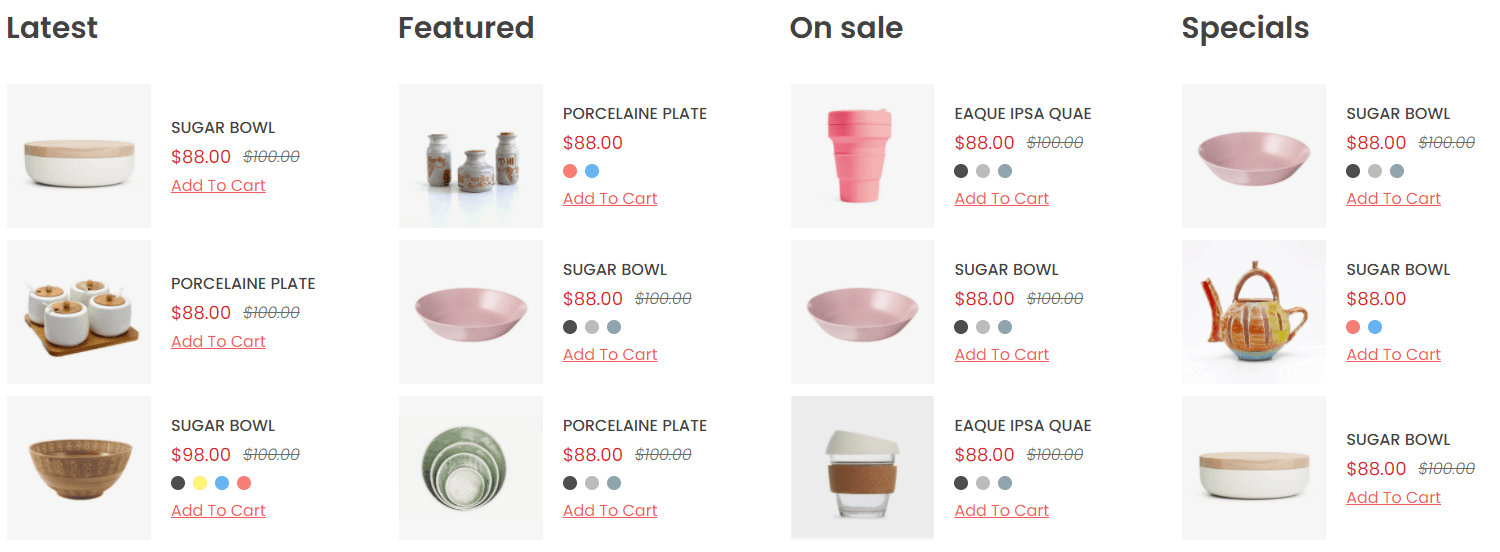 Latest
SUGAR BOWL
$88.00 $100.00
Add To Cart
PORCELAINE PLATE
$88.00 $100.00
Add To Cart
SUGAR BOWL
$98.00 $100.00
Add To Cart
Featured
PORCELAINE PLATE
$88.00
Add To Cart
SUGAR BOWL
$88.00 $100.00
Add To Cart
PORCELAINE PLATE
$88.00 $100.00
Add To Cart
On sale
EAQUE IPSA QUAE
$88.00 $100.00
Add To Cart
SUGAR BOWL
$88.00 $100.00
Add To Cart
EAQUE IPSA QUAE
$88.00 $100.00
Add To Cart
Specials
SUGAR BOWL
$88.00 $100.00
Add To Cart
SUGAR BOWL
$88.00
Add To Cart
SUGAR BOWL
$88.00 $100.00
Add To Cart